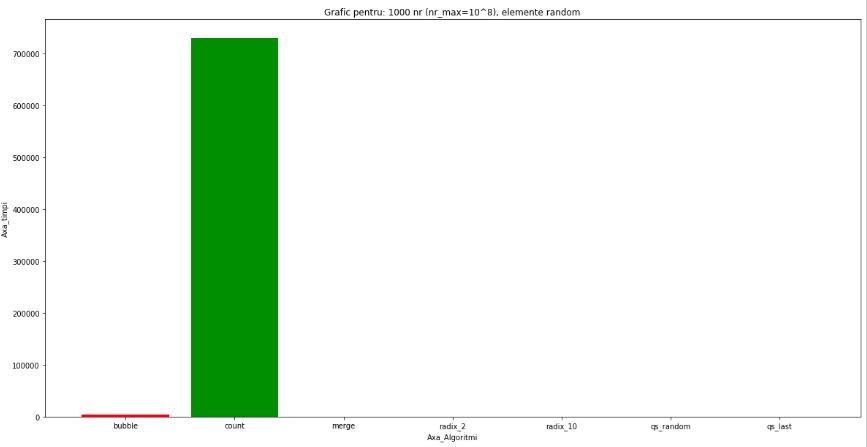 Grafic pentru: 1000 nr (nr_max=10^8), elemente random
700000
600000
500000
400000
300000
200000
100000
0
Axa_timpi
bubble count merge radix_2 radix_10 qs_random qs_last
Axa_Algoritmi